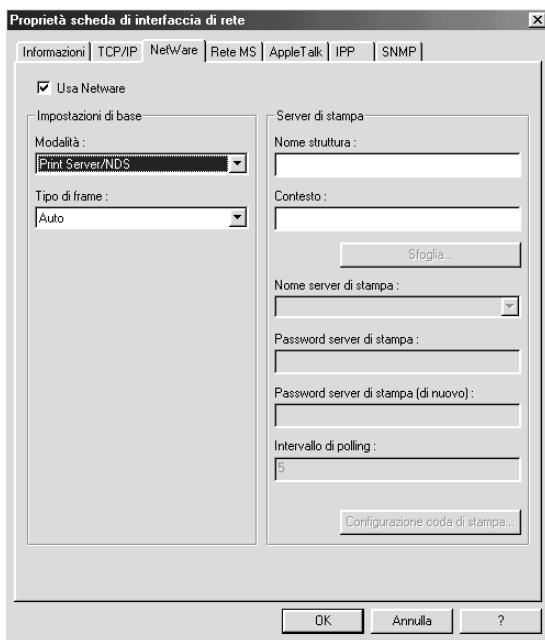 Proprietà scheda di interfaccia di rete
Informazioni TCP/IP NetWare Rete MS AppleTalk IPP SNMP
Usa Netware
Impostazioni di base
Modalità :
Print Server/NDS
Tipo di frame :
Auto
Server di stampa
Nome struttura :
Contesto :
Sfoglia...
Nome server di stampa :
Password server di stampa :
Password server di stampa (di nuovo) :
Intervallo di polling :
5
Configurazione coda di stampa...
OK Annulla ?